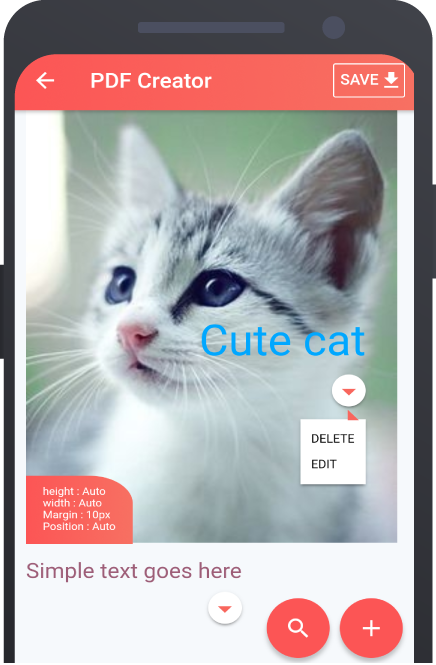 PDF Creator
SAVE
Cute cat
DELETE
EDIT
height : Auto
width : Auto
Margin : 10px
Position : Auto
Simple text goes here